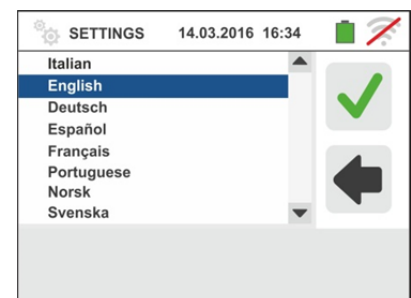 SETTINGS 14.03.2016 16:34
Italian
English
Deutsch
Español
Français
Portuguese
Norsk
Svenska